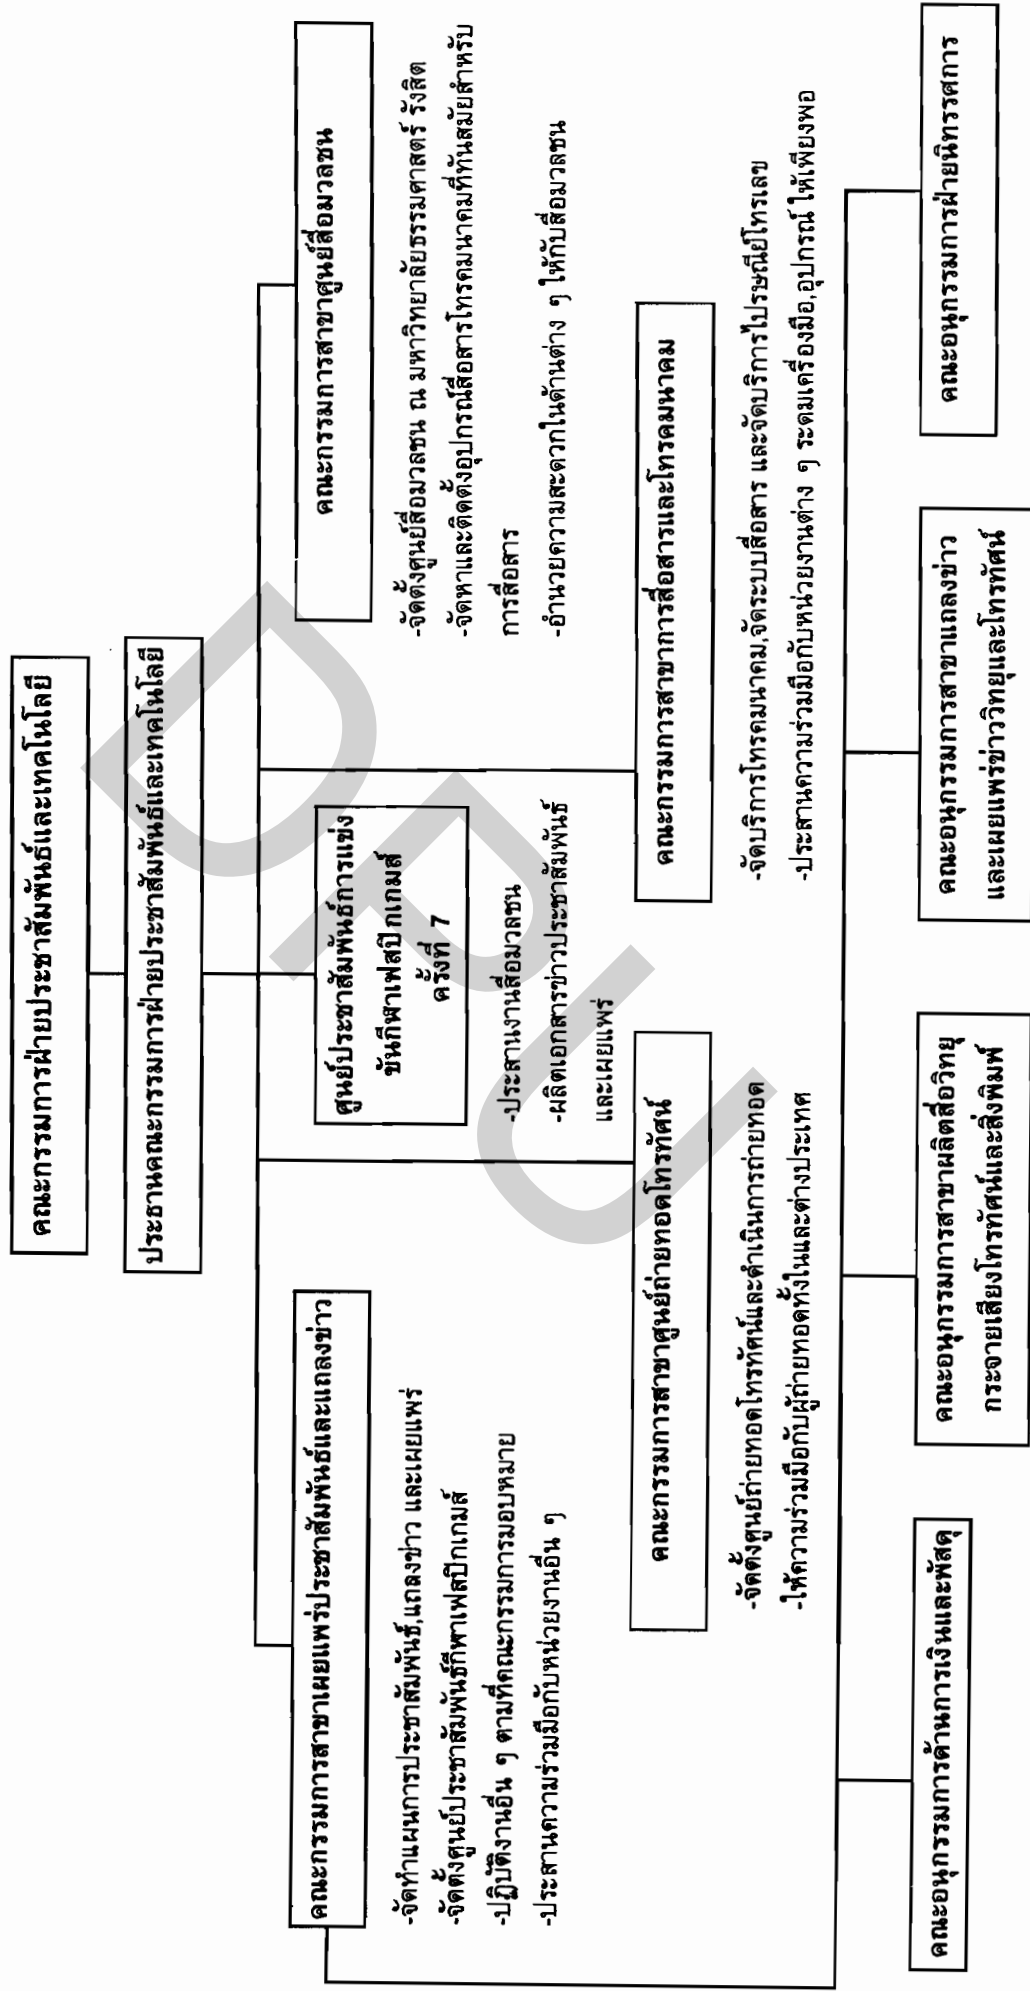 คณะกรรมการฝ่ายประชาสัมพันธ์และเทคโนโลยี
ประธานคณะกรรมการฝ่ายประชาสัมพันธ์และเทคโนโลยี
คณะกรรมการสาขาเผยแพร่ประชาสัมพันธ์และแถลงข่าว
-จัดทำแผนการประชาสัมพันธ์,แถลงข่าว และเผยแพร่
-จัดตั้งศูนย์ประชาสัมพันธ์กีฬาเฟสปิกเกมส์
-ปฏิบัติงานอื่น ๆ ตามที่คณะกรรมการมอบหมาย
-ประสานความร่วมมือกับหน่วยงานอื่น ๆ
ศูนย์ประชาสัมพันธ์การแข่ง
ขันกีฬาเฟสปิกเกมส์
ครั้งที่ 7
-ประสานงานสื่อมวลชน
-ผลิตเอกสารข่าวประชาสัมพันธ์
และเผยแพร่
คณะกรรมการสาขาศูนย์สื่อมวลชน
-จัดตั้งศูนย์สื่อมวลชน ณ มหาวิทยาลัยธรรมศาสตร์ รังสิต
-จัดหาและติดตั้งอุปกรณ์สื่อสารโทรคมนาคมที่ทันสมัยสำหรับ
การสื่อสาร
-อำนวยความสะดวกในด้านต่าง ๆ ให้กับสื่อมวลชน
คณะกรรมการสาขาศูนย์ถ่ายทอดโทรทัศน์
-จัดตั้งศูนย์ถ่ายทอดโทรทัศน์และดำเนินการถ่ายทอด
-ให้ความร่วมมือกับผู้ถ่ายทอดทั้งในและต่างประเทศ
คณะกรรมการสาขาการสื่อสารและโทรคมนาคม
-จัดบริการโทรคมนาคม,จัดระบบสื่อสาร และจัดบริการไปรษณีย์โทรเลข
-ประสานความร่วมมือกับหน่วยงานต่าง ๆ ระดมเครื่องมือ,อุปกรณ์ ให้เพียงพอ
คณะอนุกรรมการด้านการเงินและพัสดุ
คณะอนุกรรมการสาขาผลิตสื่อวิทยุ
กระจายเสียงโทรทัศน์และสิ่งพิมพ์
คณะอนุกรรมการสาขาแถลงข่าว
และเผยแพร่ข่าววิทยุและโทรทัศน์
คณะอนุกรรมการฝ่ายนิทรรศการ
DPU